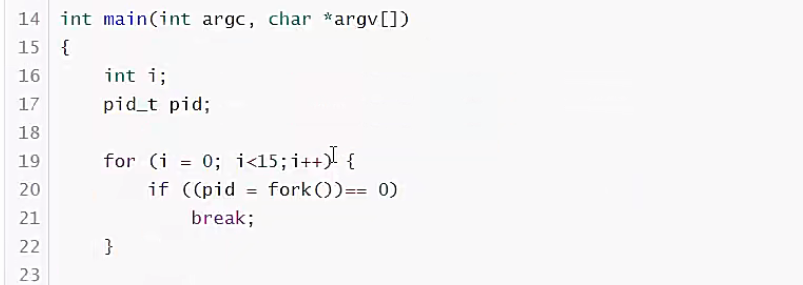 14 int main(int argc, char *argv[])
15 {
16     int i;
17     pid_t pid;
18
19     for (i = 0; i<15;i++) {
20         if ((pid = fork())== 0)
21             break;
22     }
23